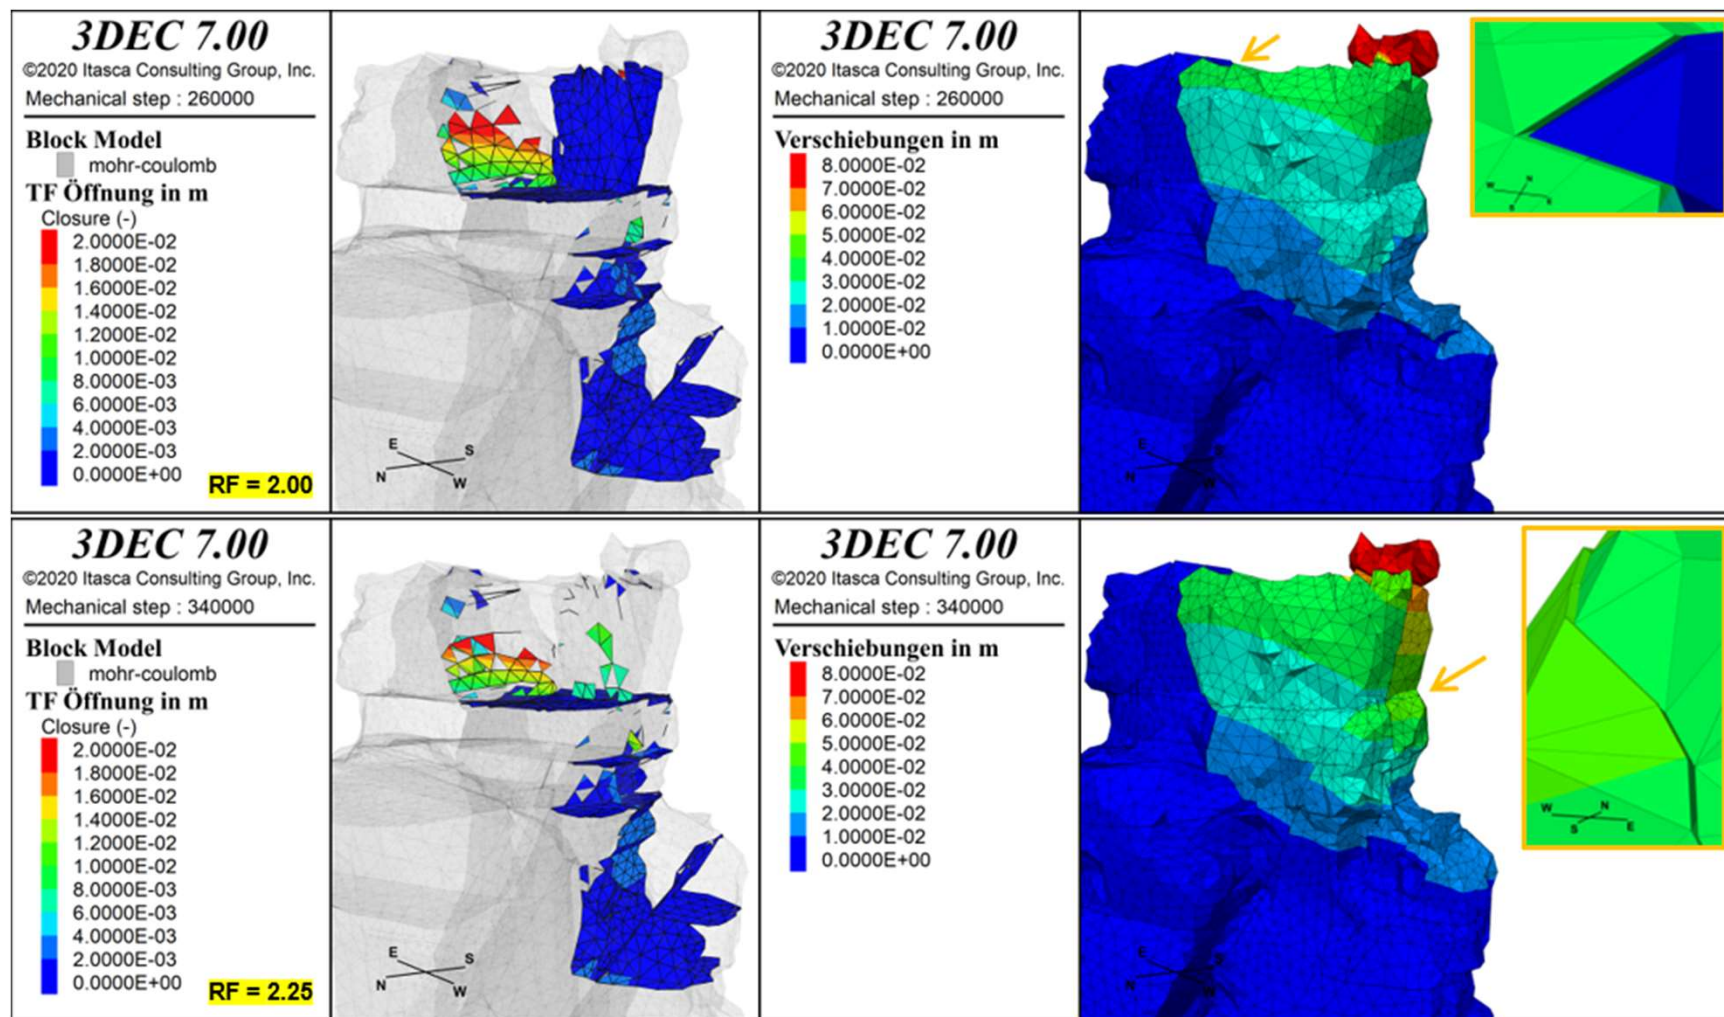 3DEC 7.00
©2020 Itasca Consulting Group, Inc.
Mechanical step : 260000
Block Model
mohr-coulomb
TF Öffnung in m
Closure (-)
2.0000E-02
1.8000E-02
1.6000E-02
1.4000E-02
1.2000E-02
1.0000E-02
8.0000E-03
6.0000E-03
4.0000E-03
2.0000E-03
0.0000E+00
RF = 2.00
E
S
N
W
3DEC 7.00
©2020 Itasca Consulting Group, Inc.
Mechanical step : 260000
Verschiebungen in m
8.0000E-02
7.0000E-02
6.0000E-02
5.0000E-02
4.0000E-02
3.0000E-02
2.0000E-02
1.0000E-02
0.0000E+00
E
S
N
W
W
N
S
E
3DEC 7.00
©2020 Itasca Consulting Group, Inc.
Mechanical step : 340000
Block Model
mohr-coulomb
TF Öffnung in m
Closure (-)
2.0000E-02
1.8000E-02
1.6000E-02
1.4000E-02
1.2000E-02
1.0000E-02
8.0000E-03
6.0000E-03
4.0000E-03
2.0000E-03
0.0000E+00
RF = 2.25
E
S
N
W
3DEC 7.00
©2020 Itasca Consulting Group, Inc.
Mechanical step : 340000
Verschiebungen in m
8.0000E-02
7.0000E-02
6.0000E-02
5.0000E-02
4.0000E-02
3.0000E-02
2.0000E-02
1.0000E-02
0.0000E+00
E
S
N
W
W
N
S
E